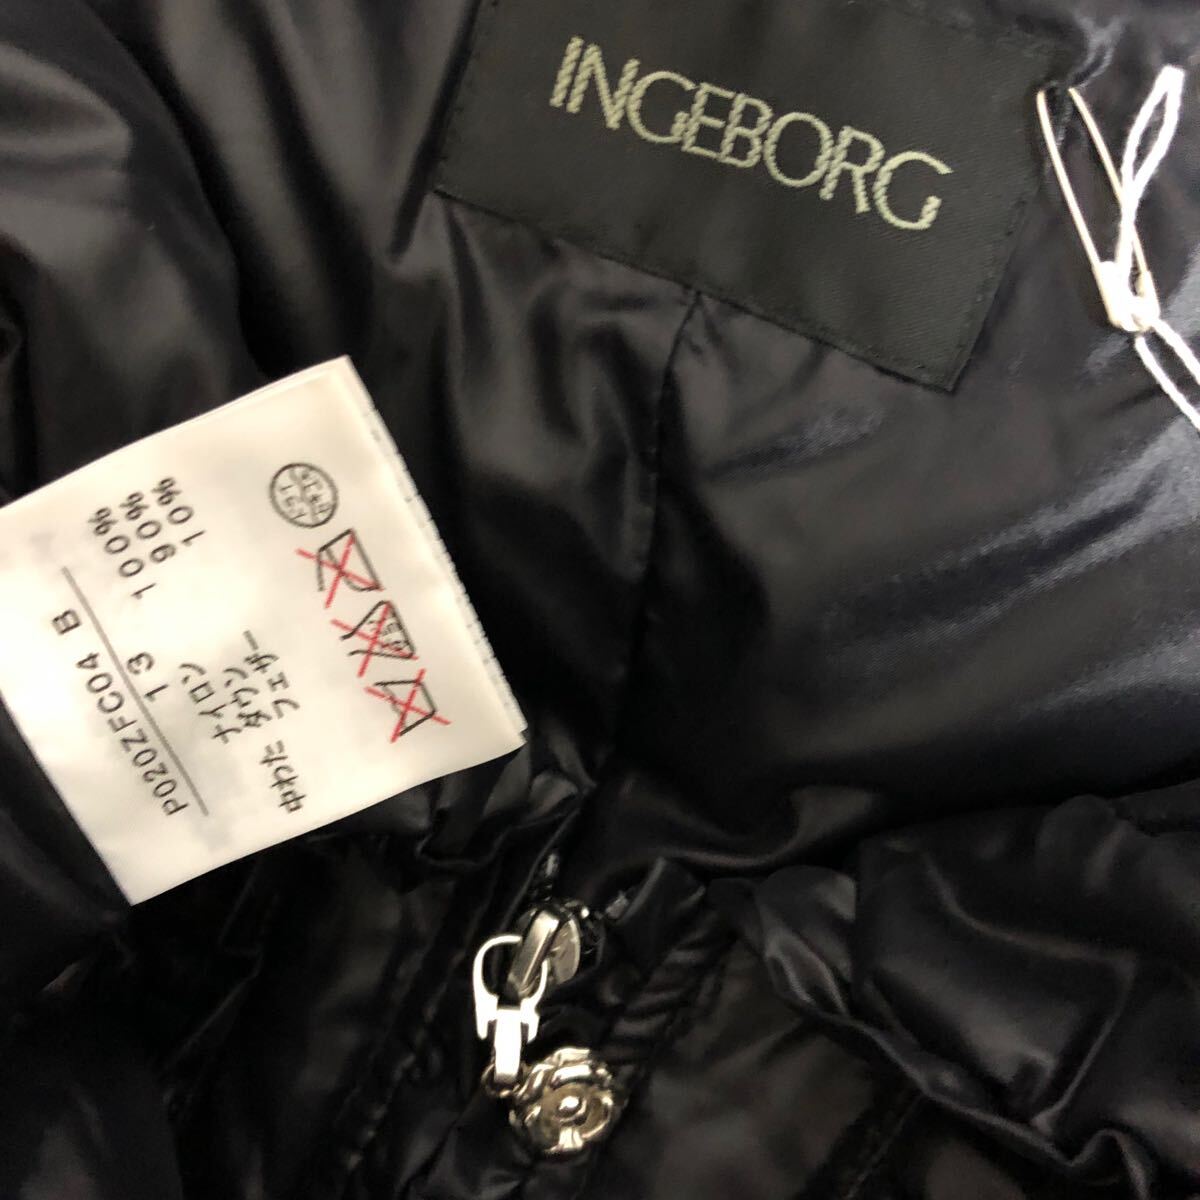 INGEBORG
P020ZFC04 B
13
ナイロン 100%
中わた ダウン 90%
フェザー 10%